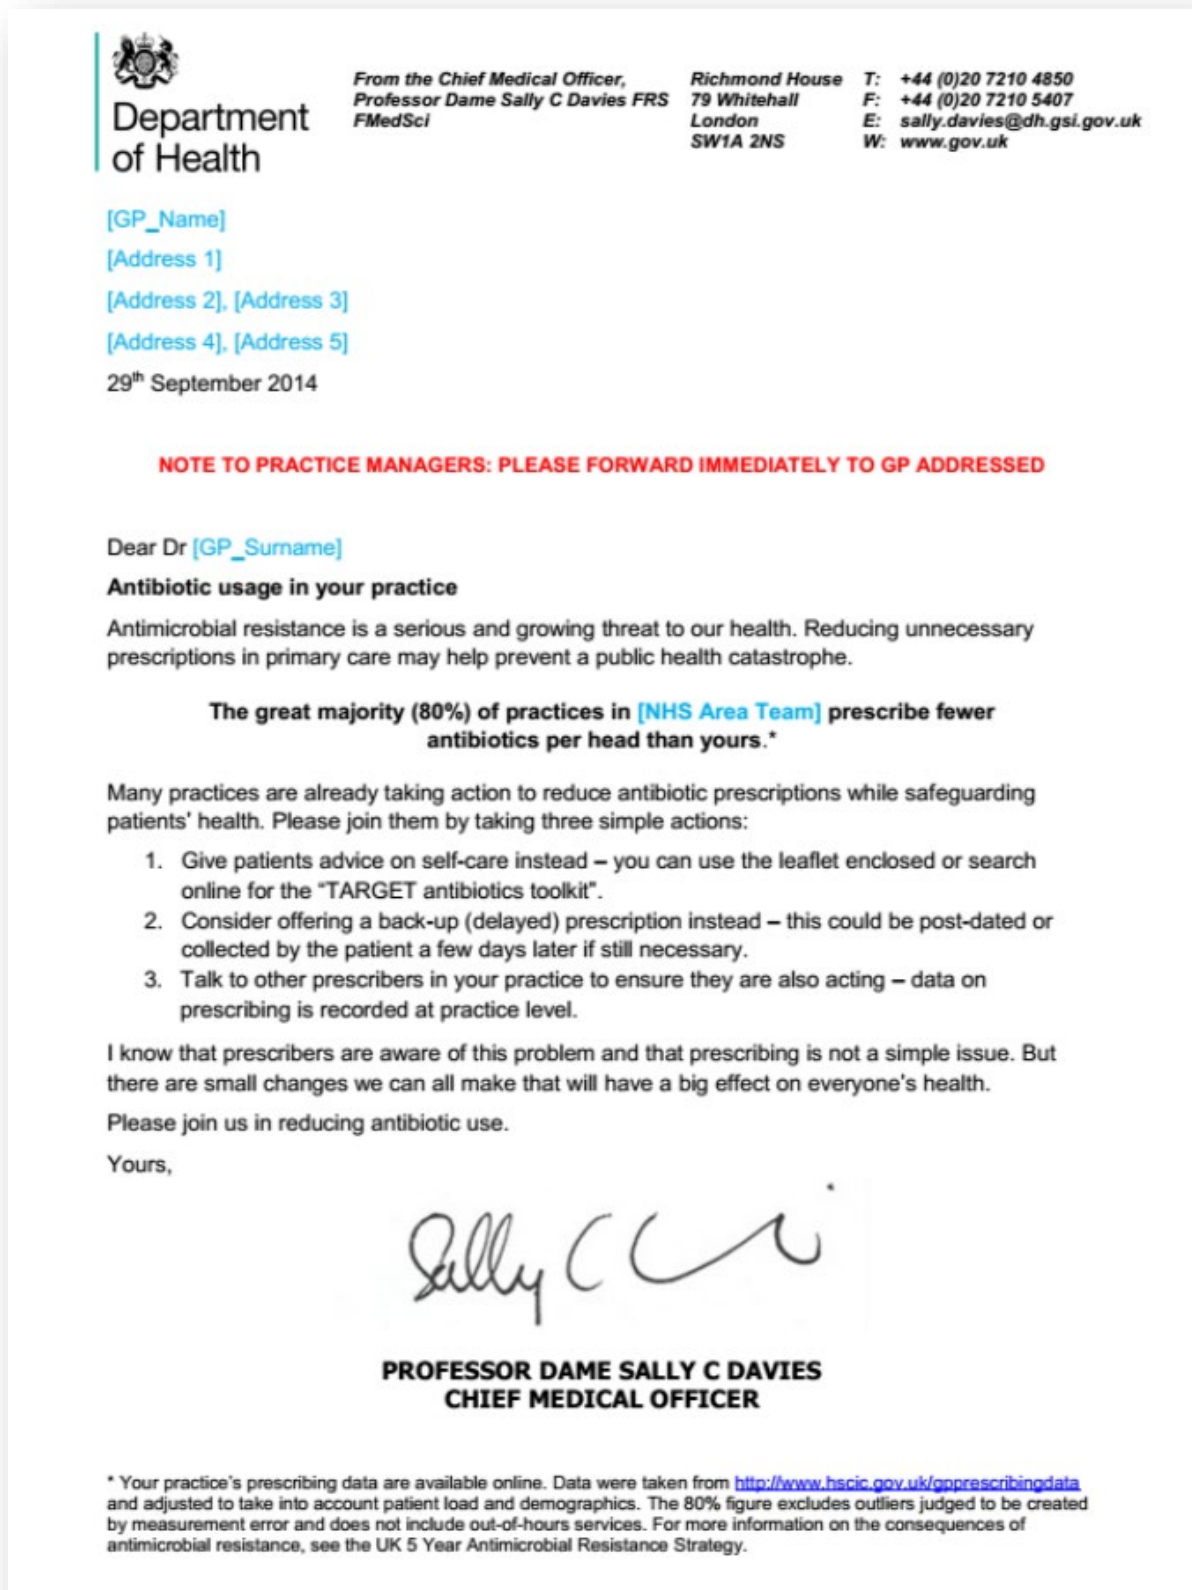 Department
of Health
From the Chief Medical Officer,
Professor Dame Sally C Davies FRS
FMedSci
Richmond House
79 Whitehall
London
SW1A 2NS
T: +44 (0)20 7210 4850
F: +44 (0)20 7210 5407
E: sally.davies@dh.gsi.gov.uk
W: www.gov.uk
[GP_Name]
[Address 1]
[Address 2], [Address 3]
[Address 4], [Address 5]
29th September 2014
NOTE TO PRACTICE MANAGERS: PLEASE FORWARD IMMEDIATELY TO GP ADDRESSED
Dear Dr [GP_Surname]
Antibiotic usage in your practice
Antimicrobial resistance is a serious and growing threat to our health. Reducing unnecessary
prescriptions in primary care may help prevent a public health catastrophe.
The great majority (80%) of practices in [NHS Area Team] prescribe fewer
antibiotics per head than yours.*
Many practices are already taking action to reduce antibiotic prescriptions while safeguarding
patients' health. Please join them by taking three simple actions:
1. Give patients advice on self-care instead – you can use the leaflet enclosed or search
online for the "TARGET antibiotics toolkit".
2. Consider offering a back-up (delayed) prescription instead – this could be post-dated or
collected by the patient a few days later if still necessary.
3. Talk to other prescribers in your practice to ensure they are also acting – data on
prescribing is recorded at practice level.
I know that prescribers are aware of this problem and that prescribing is not a simple issue. But
there are small changes we can all make that will have a big effect on everyone's health.
Please join us in reducing antibiotic use.
Yours,
Sally C
PROFESSOR DAME SALLY C DAVIES
CHIEF MEDICAL OFFICER
* Your practice's prescribing data are available online. Data were taken from http://www.hscic.gov.uk/gpprescribingdata
and adjusted to take into account patient load and demographics. The 80% figure excludes outliers judged to be created
by measurement error and does not include out-of-hours services. For more information on the consequences of
antimicrobial resistance, see the UK 5 Year Antimicrobial Resistance Strategy.